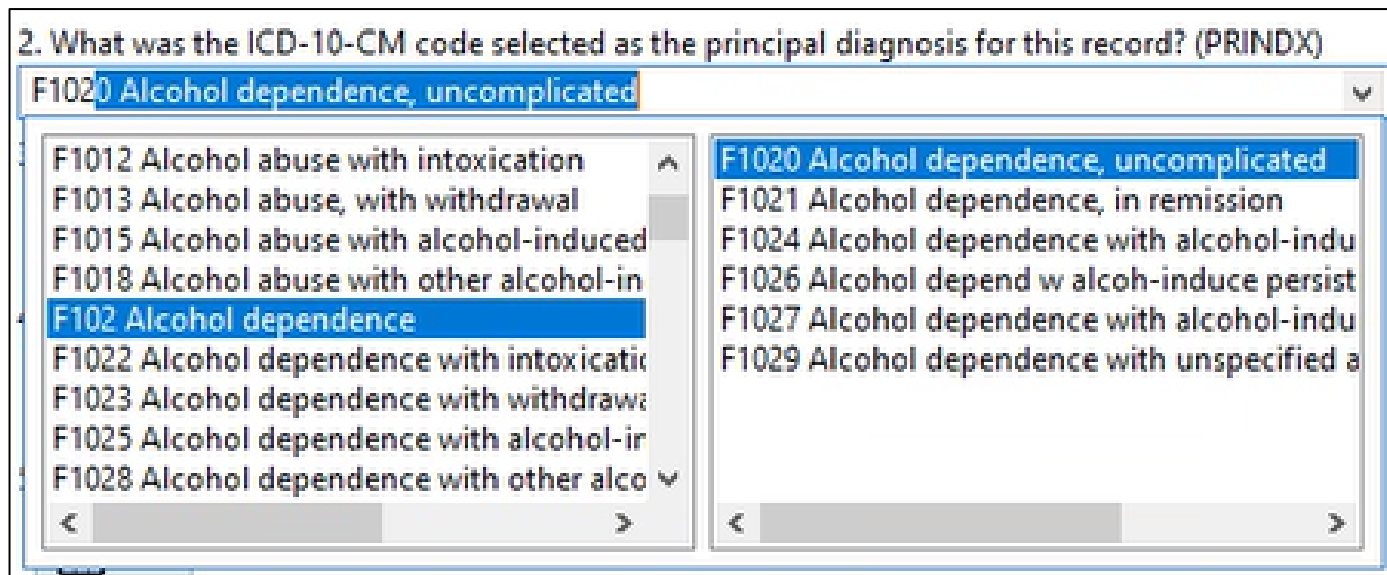 2. What was the ICD-10-CM code selected as the principal diagnosis for this record? (PRINDX)
F1020 Alcohol dependence, uncomplicated
F1012 Alcohol abuse with intoxication
F1013 Alcohol abuse, with withdrawal
F1015 Alcohol abuse with alcohol-induced
F1018 Alcohol abuse with other alcohol-in
F102 Alcohol dependence
F1022 Alcohol dependence with intoxicatio
F1023 Alcohol dependence with withdrawa
F1025 Alcohol dependence with alcohol-in
F1028 Alcohol dependence with other alco
F1020 Alcohol dependence, uncomplicated
F1021 Alcohol dependence, in remission
F1024 Alcohol dependence with alcohol-indu
F1026 Alcohol depend w alcoh-induce persist
F1027 Alcohol dependence with alcohol-indu
F1029 Alcohol dependence with unspecified a